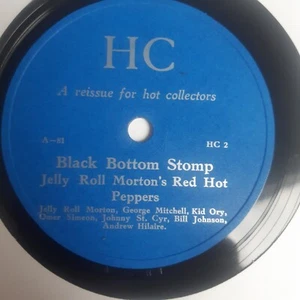 HC
A reissue for hot collectors
A-81 HC 2
Black Bottom Stomp
Jelly Roll Morton's Red Hot
Peppers
Jelly Roll Morton, George Mitchell, Kid Ory,
Omer Simeon, Johnny St. Cyr, Bill Johnson,
Andrew Hilaire.